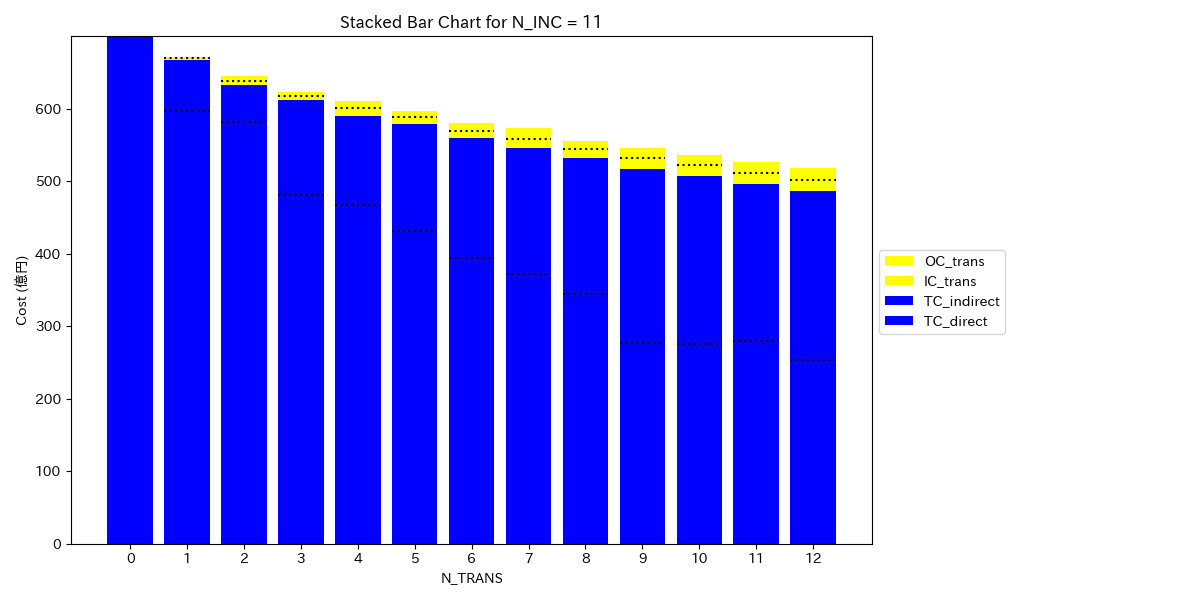 Stacked Bar Chart for N_INC = 11
Cost (億円)
600
500
400
300
200
100
0
0 1 2 3 4 5 6 7 8 9 10 11 12
N_TRANS
OC_trans
IC_trans
TC_indirect
TC_direct